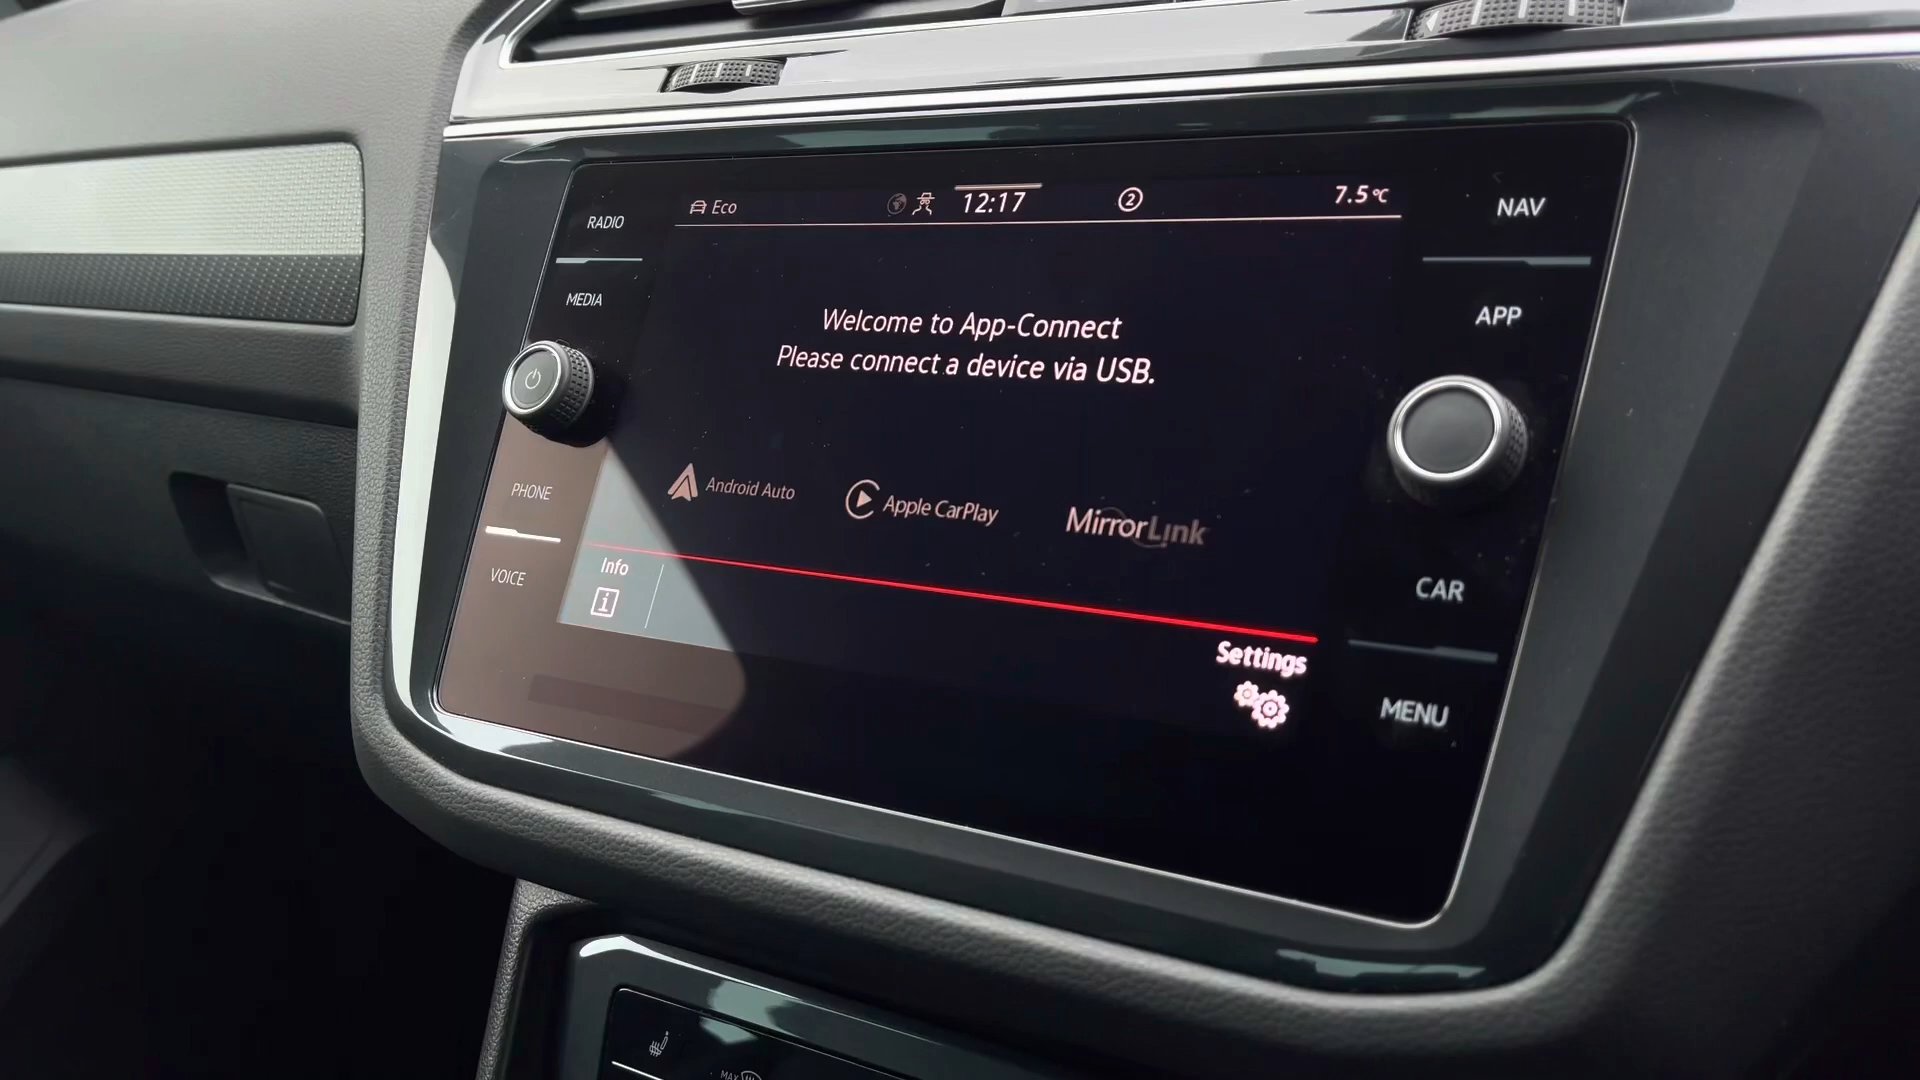 RADIO
MEDIA
PHONE
VOICE
Eco
12:17
2
7.5°C
Welcome to App-Connect
Please connect a device via USB.
Android Auto
Apple CarPlay
MirrorLink
Info
i
Settings
NAV
APP
CAR
MENU
MAX